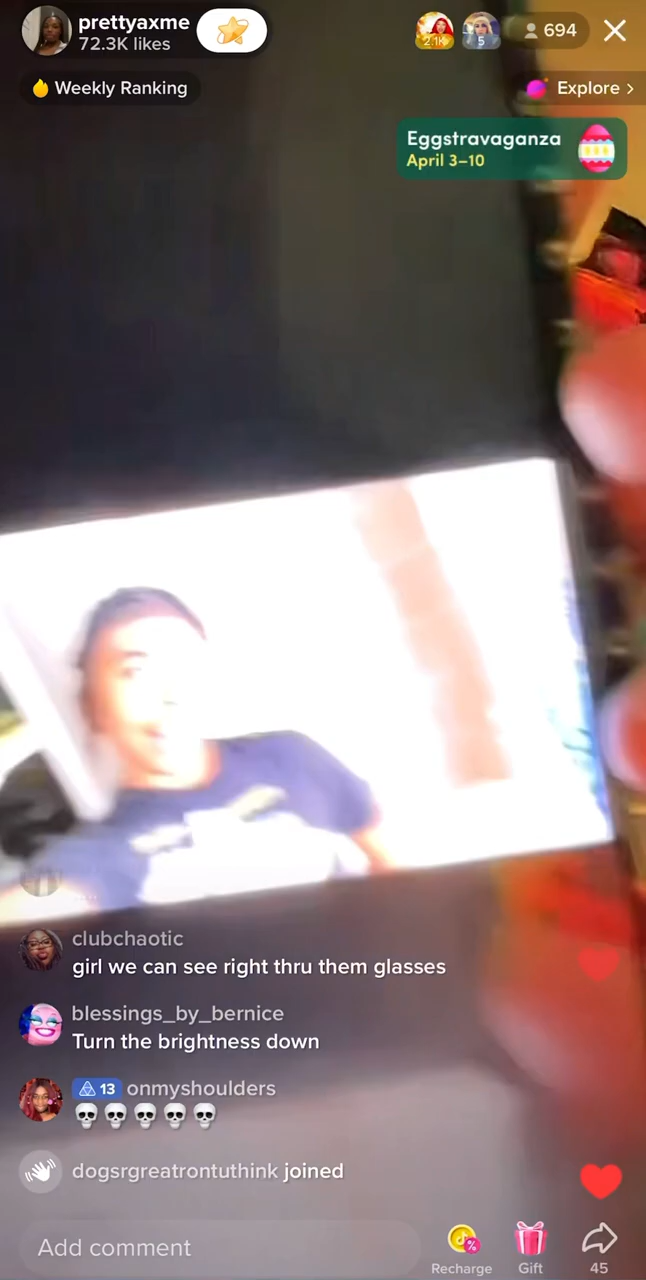 prettyaxme
72.3K likes
2.1K
5
694
Weekly Ranking
Explore >
Eggstravaganza
April 3–10
clubchaotic
girl we can see right thru them glasses
blessings_by_bernice
Turn the brightness down
13 onmyshoulders
💀💀💀💀💀
dogsrgreatrontuthink joined
Add comment
Recharge
Gift
45